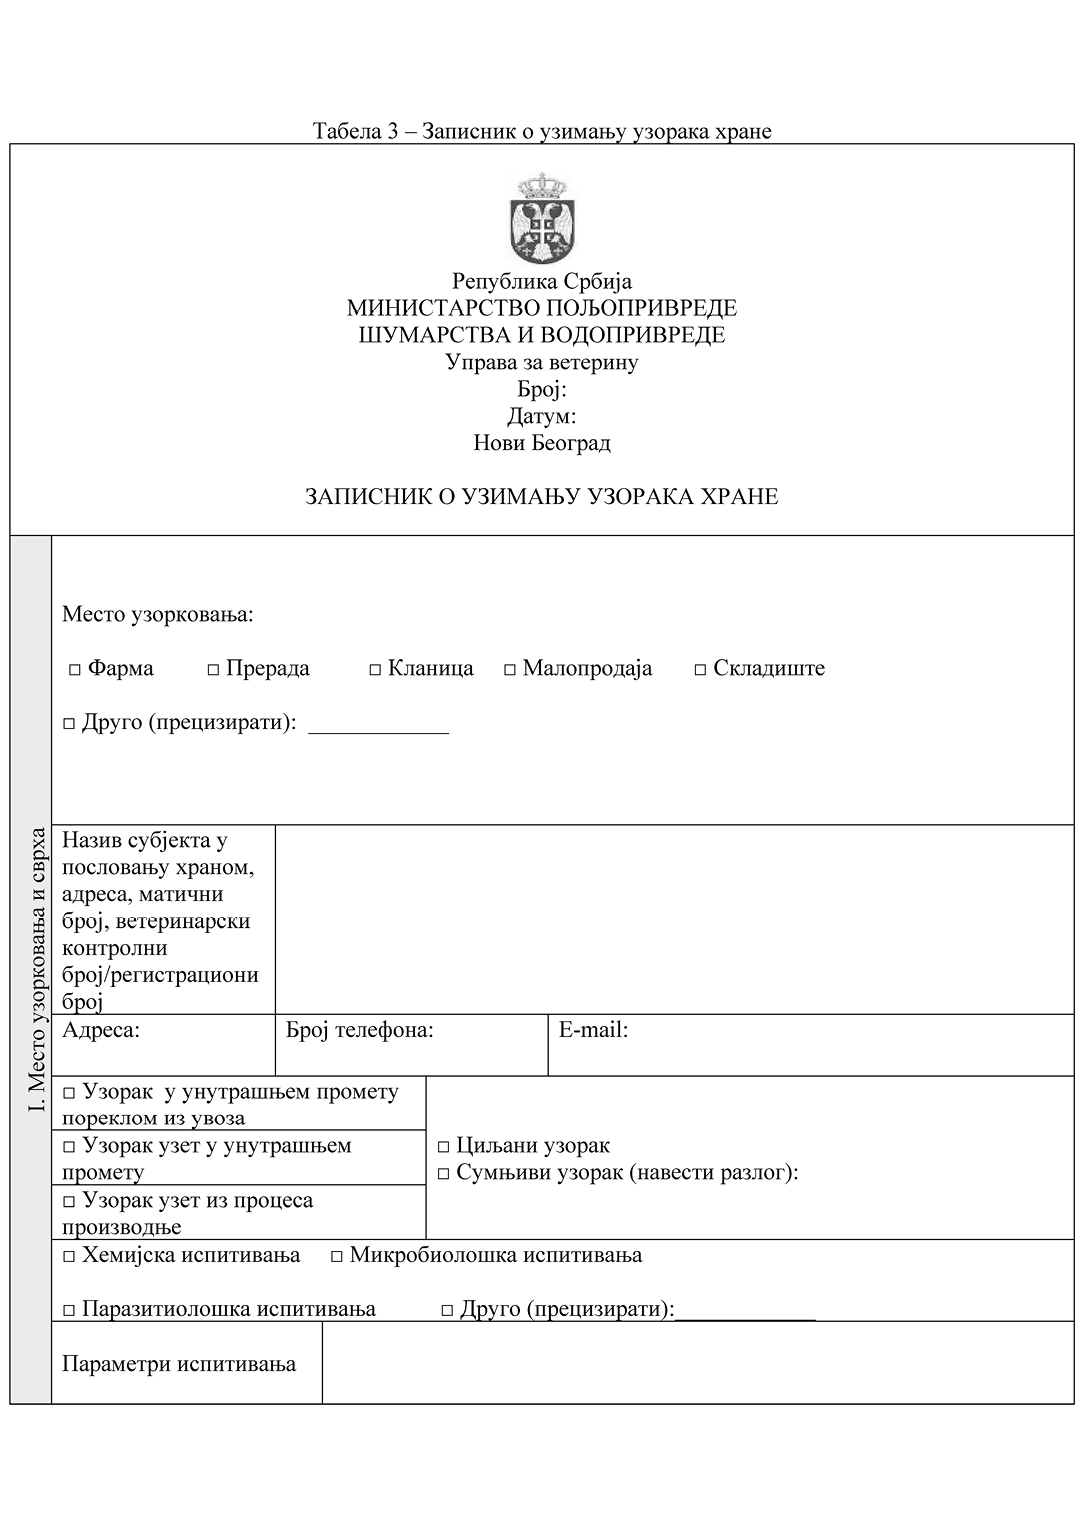 Табела 3 – Записник о узимању узорака хране
Република Србија
МИНИСТАРСТВО ПОЉОПРИВРЕДЕ
ШУМАРСТВА И ВОДОПРИВРЕДЕ
Управа за ветерину
Број:
Датум:
Нови Београд
ЗАПИСНИК О УЗИМАЊУ УЗОРАКА ХРАНЕ
I. Место узорковања и сврха
Место узорковања:
□ Фарма □ Прерада □ Кланица □ Малопродаја □ Складиште
□ Друго (прецизирати): ____________
Назив субјекта у
пословању храном,
адреса, матични
број, ветеринарски
контролни
број/регистрациони
број
Адреса: Број телефона: E-mail:
□ Узорак у унутрашњем промету
пореклом из увоза
□ Узорак узет у унутрашњем
промету
□ Узорак узет из процеса
производње
□ Циљани узорак
□ Сумњиви узорак (навести разлог):
□ Хемијска испитивања □ Микробиолошка испитивања
□ Паразитиолошка испитивања □ Друго (прецизирати):____________
Параметри испитивања